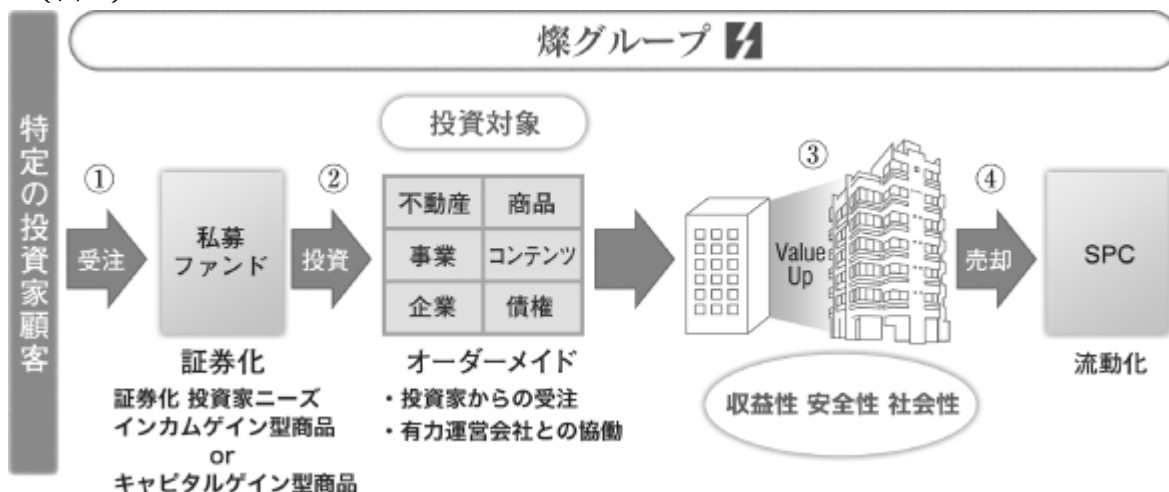 燦グループ
特定の投資家顧客
投資対象
①
受注
私募
ファンド
②
投資
不動産
商品
事業
コンテンツ
企業
債権
③
Value
Up
④
売却
SPC
証券化
証券化 投資家ニーズ
インカムゲイン型商品
or
キャピタルゲイン型商品
オーダーメイド
・投資家からの受注
・有力運営会社との協働
収益性 安全性 社会性
流動化